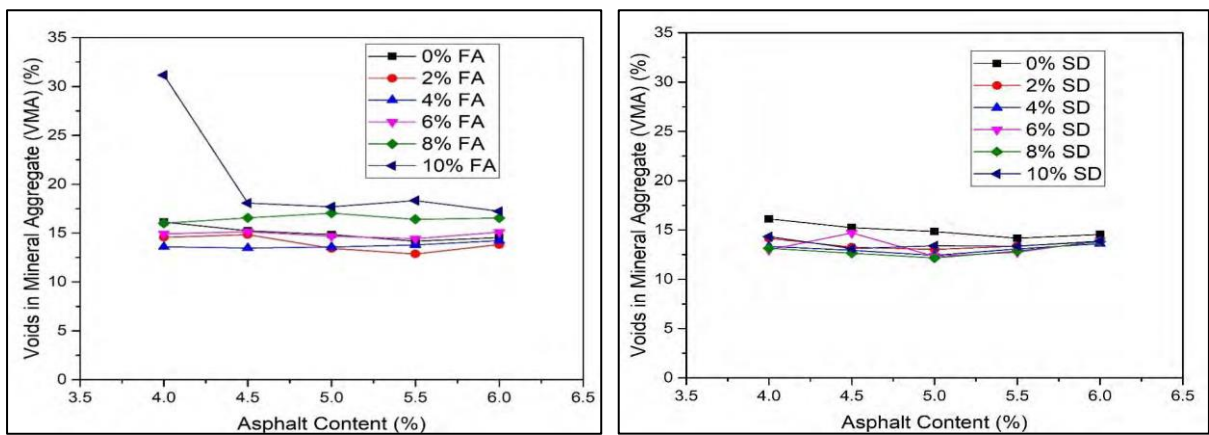 Voids in Mineral Aggregate (VMA) (%)
35
30
25
20
15
10
5
0
0% FA
2% FA
4% FA
6% FA
8% FA
10% FA
3.5 4.0 4.5 5.0 5.5 6.0 6.5
Asphalt Content (%)
Voids in Mineral Aggregate (VMA) (%)
35
30
25
20
15
10
5
0
0% SD
2% SD
4% SD
6% SD
8% SD
10% SD
3.5 4.0 4.5 5.0 5.5 6.0 6.5
Asphalt Content (%)